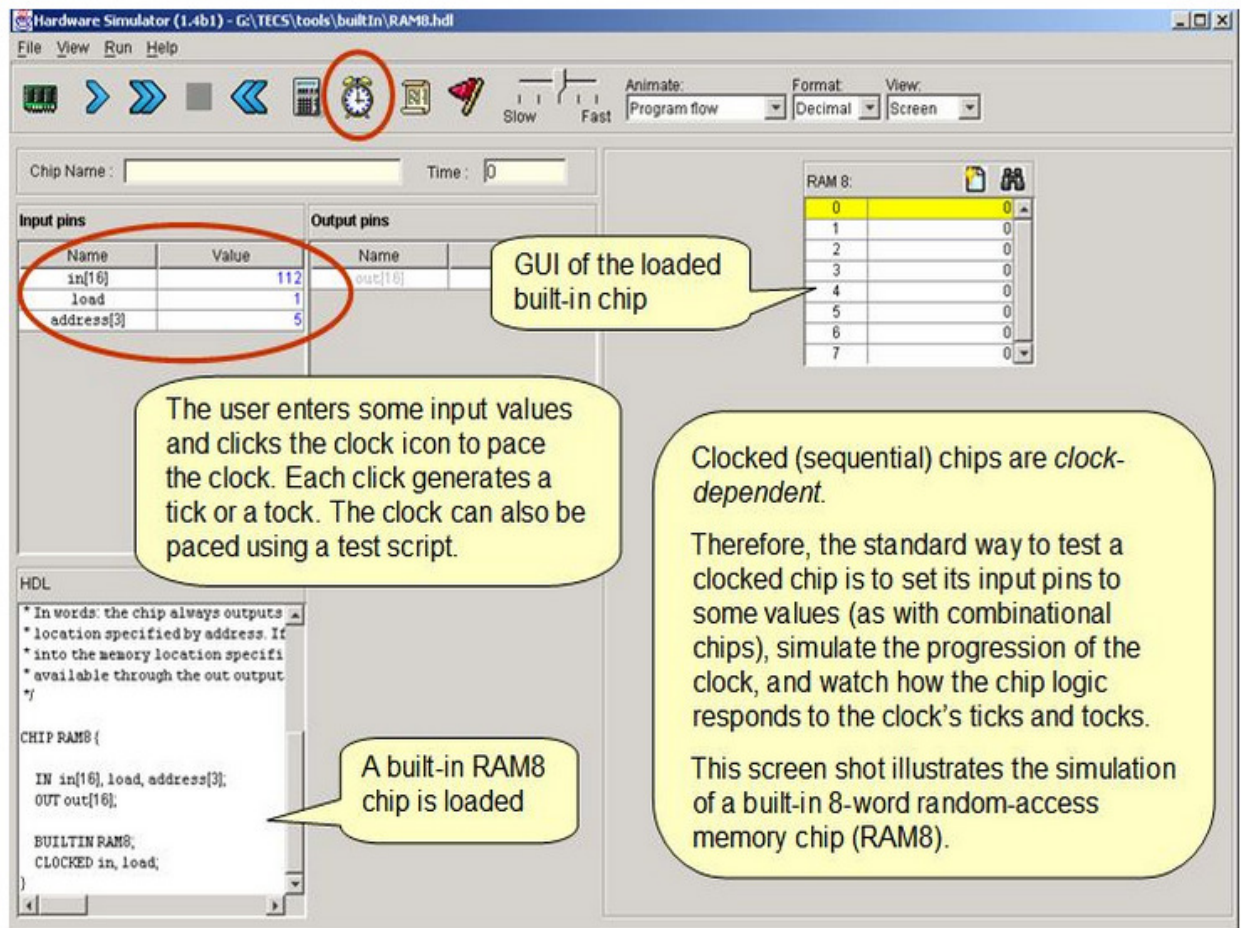 Hardware Simulator (1.4b1) - G:\TECS\tools\builtIn\RAM8.hdl
File View Run Help
Slow Fast
Animate:
Program flow
Format:
Decimal
View:
Screen
Chip Name :
Time : 0
Input pins
Name Value
in[16] 112
load 1
address[3] 5
Output pins
Name
out[16]
RAM 8:
0 0
1 0
2 0
3 0
4 0
5 0
6 0
7 0
GUI of the loaded
built-in chip
The user enters some input values
and clicks the clock icon to pace
the clock. Each click generates a
tick or a tock. The clock can also be
paced using a test script.
Clocked (sequential) chips are clock-
dependent.
Therefore, the standard way to test a
clocked chip is to set its input pins to
some values (as with combinational
chips), simulate the progression of the
clock, and watch how the chip logic
responds to the clock's ticks and tocks.
This screen shot illustrates the simulation
of a built-in 8-word random-access
memory chip (RAM8).
HDL
* In words: the chip always outputs
* location specified by address. If
* into the memory location specifi
* available through the out output
*/
CHIP RAM8 {
IN in[16], load, address[3];
OUT out[16];
BUILTIN RAM8;
CLOCKED in, load;
}
A built-in RAM8
chip is loaded